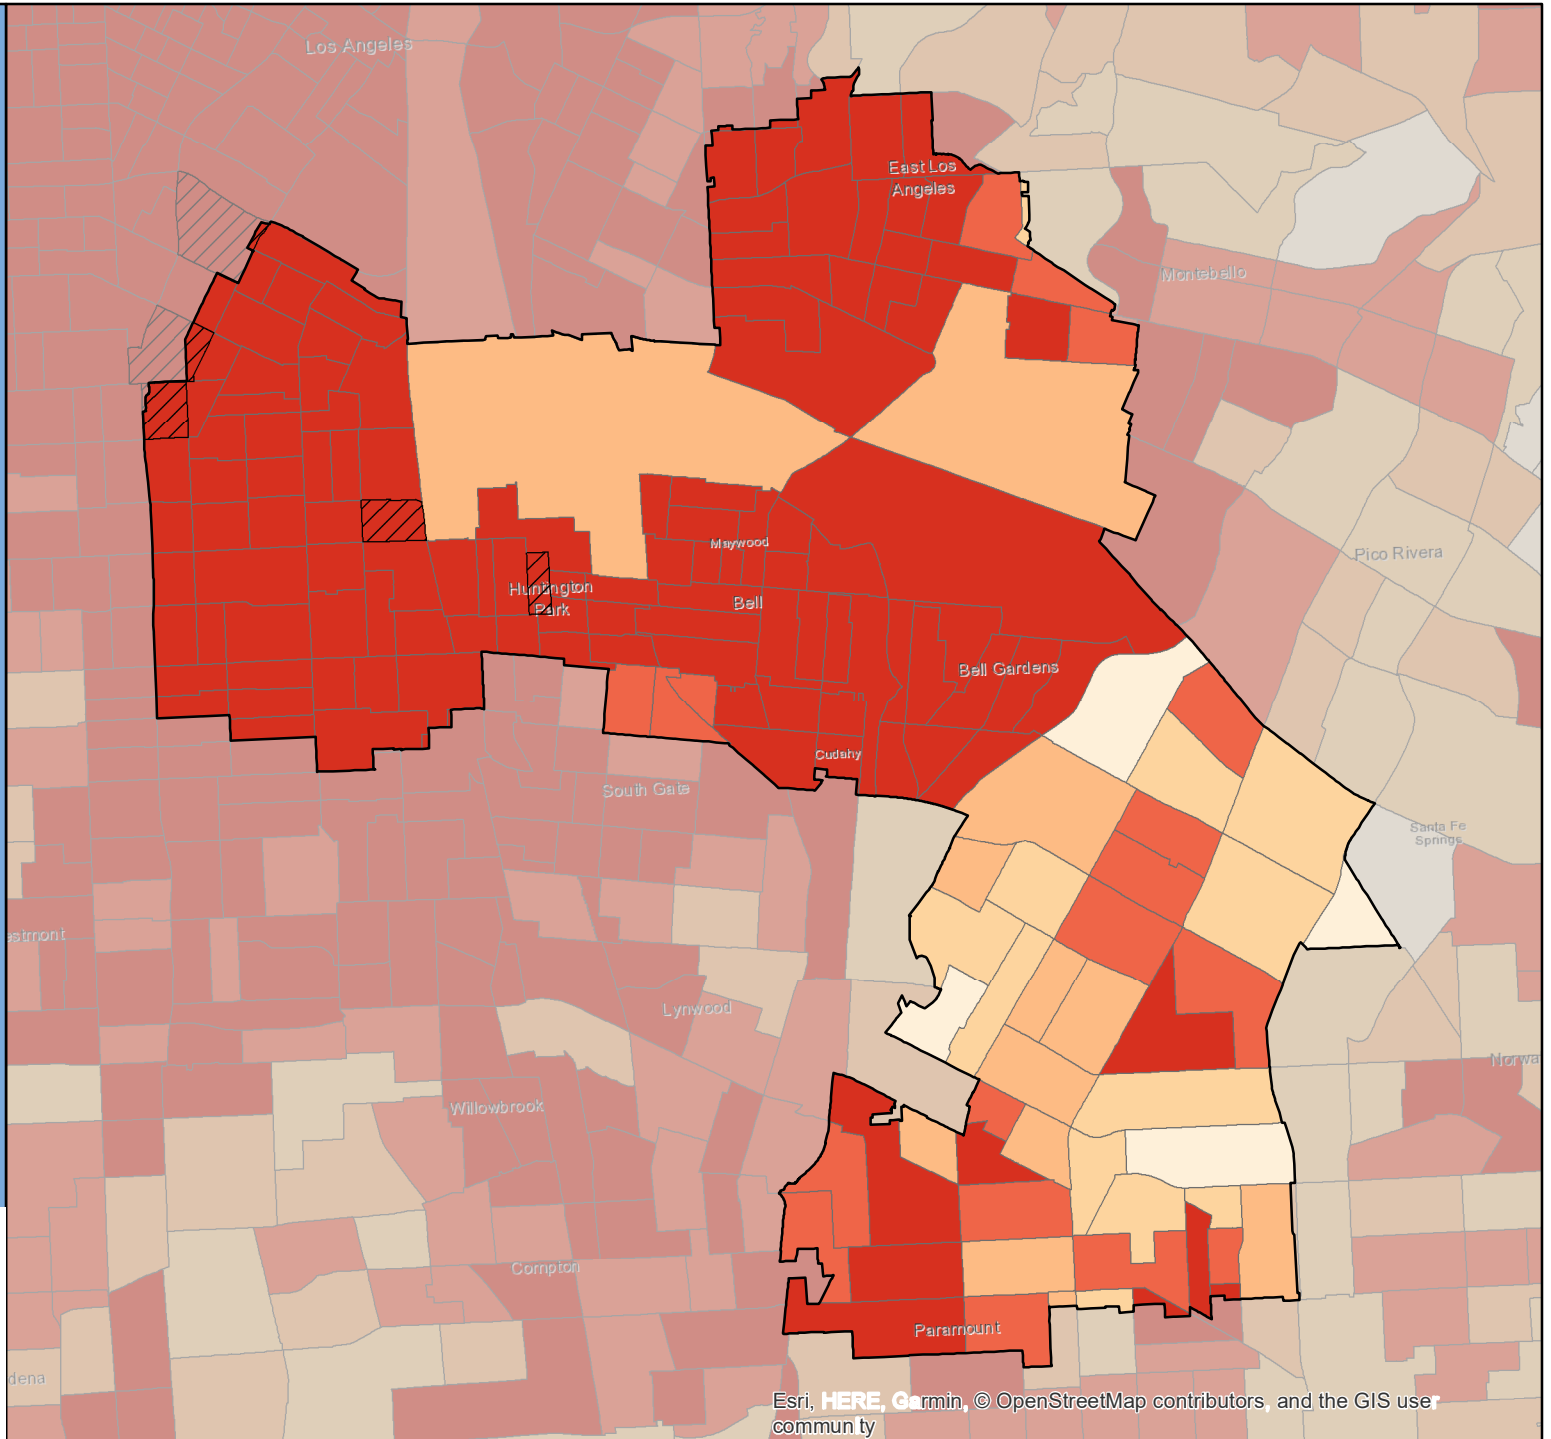 Los Angeles
East Los
Angeles
Montebello
Maywood
Pico Rivera
Huntington
Park
Bell
Bell Gardens
Cudahy
South Gate
Santa Fe
Springs
estmont
Lynwood
Norwa
Willowbrook
Compton
Paramount
dena
Esri, HERE, Garmin, © OpenStreetMap contributors, and the GIS user
community